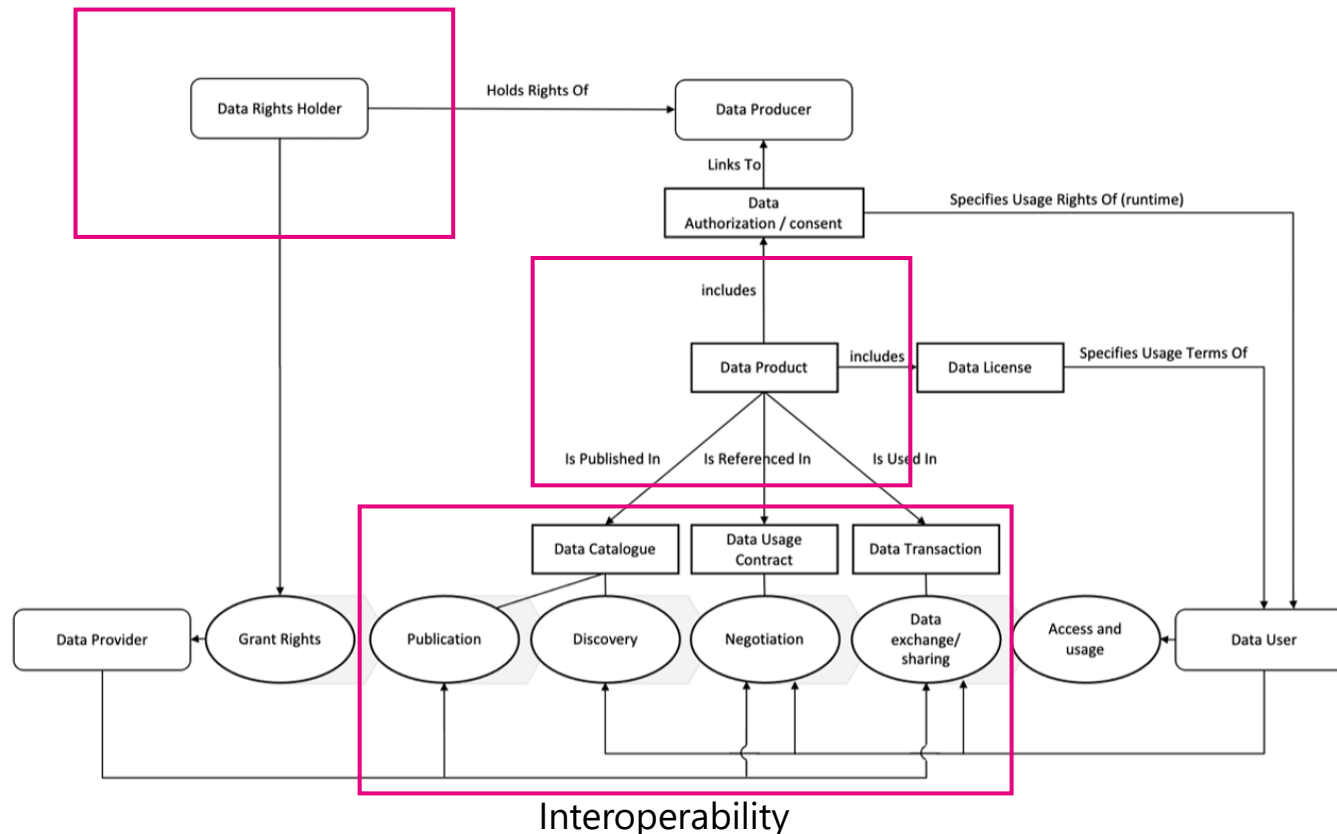 Data Rights Holder
Holds Rights Of
Data Producer
Links To
Data
Authorization / consent
Specifies Usage Rights Of (runtime)
includes
Data Product
includes
Data License
Specifies Usage Terms Of
Is Published In
Is Referenced In
Is Used In
Data Catalogue
Data Usage
Contract
Data Transaction
Data Provider
Grant Rights
Publication
Discovery
Negotiation
Data
exchange/
sharing
Access and
usage
Data User
Interoperability